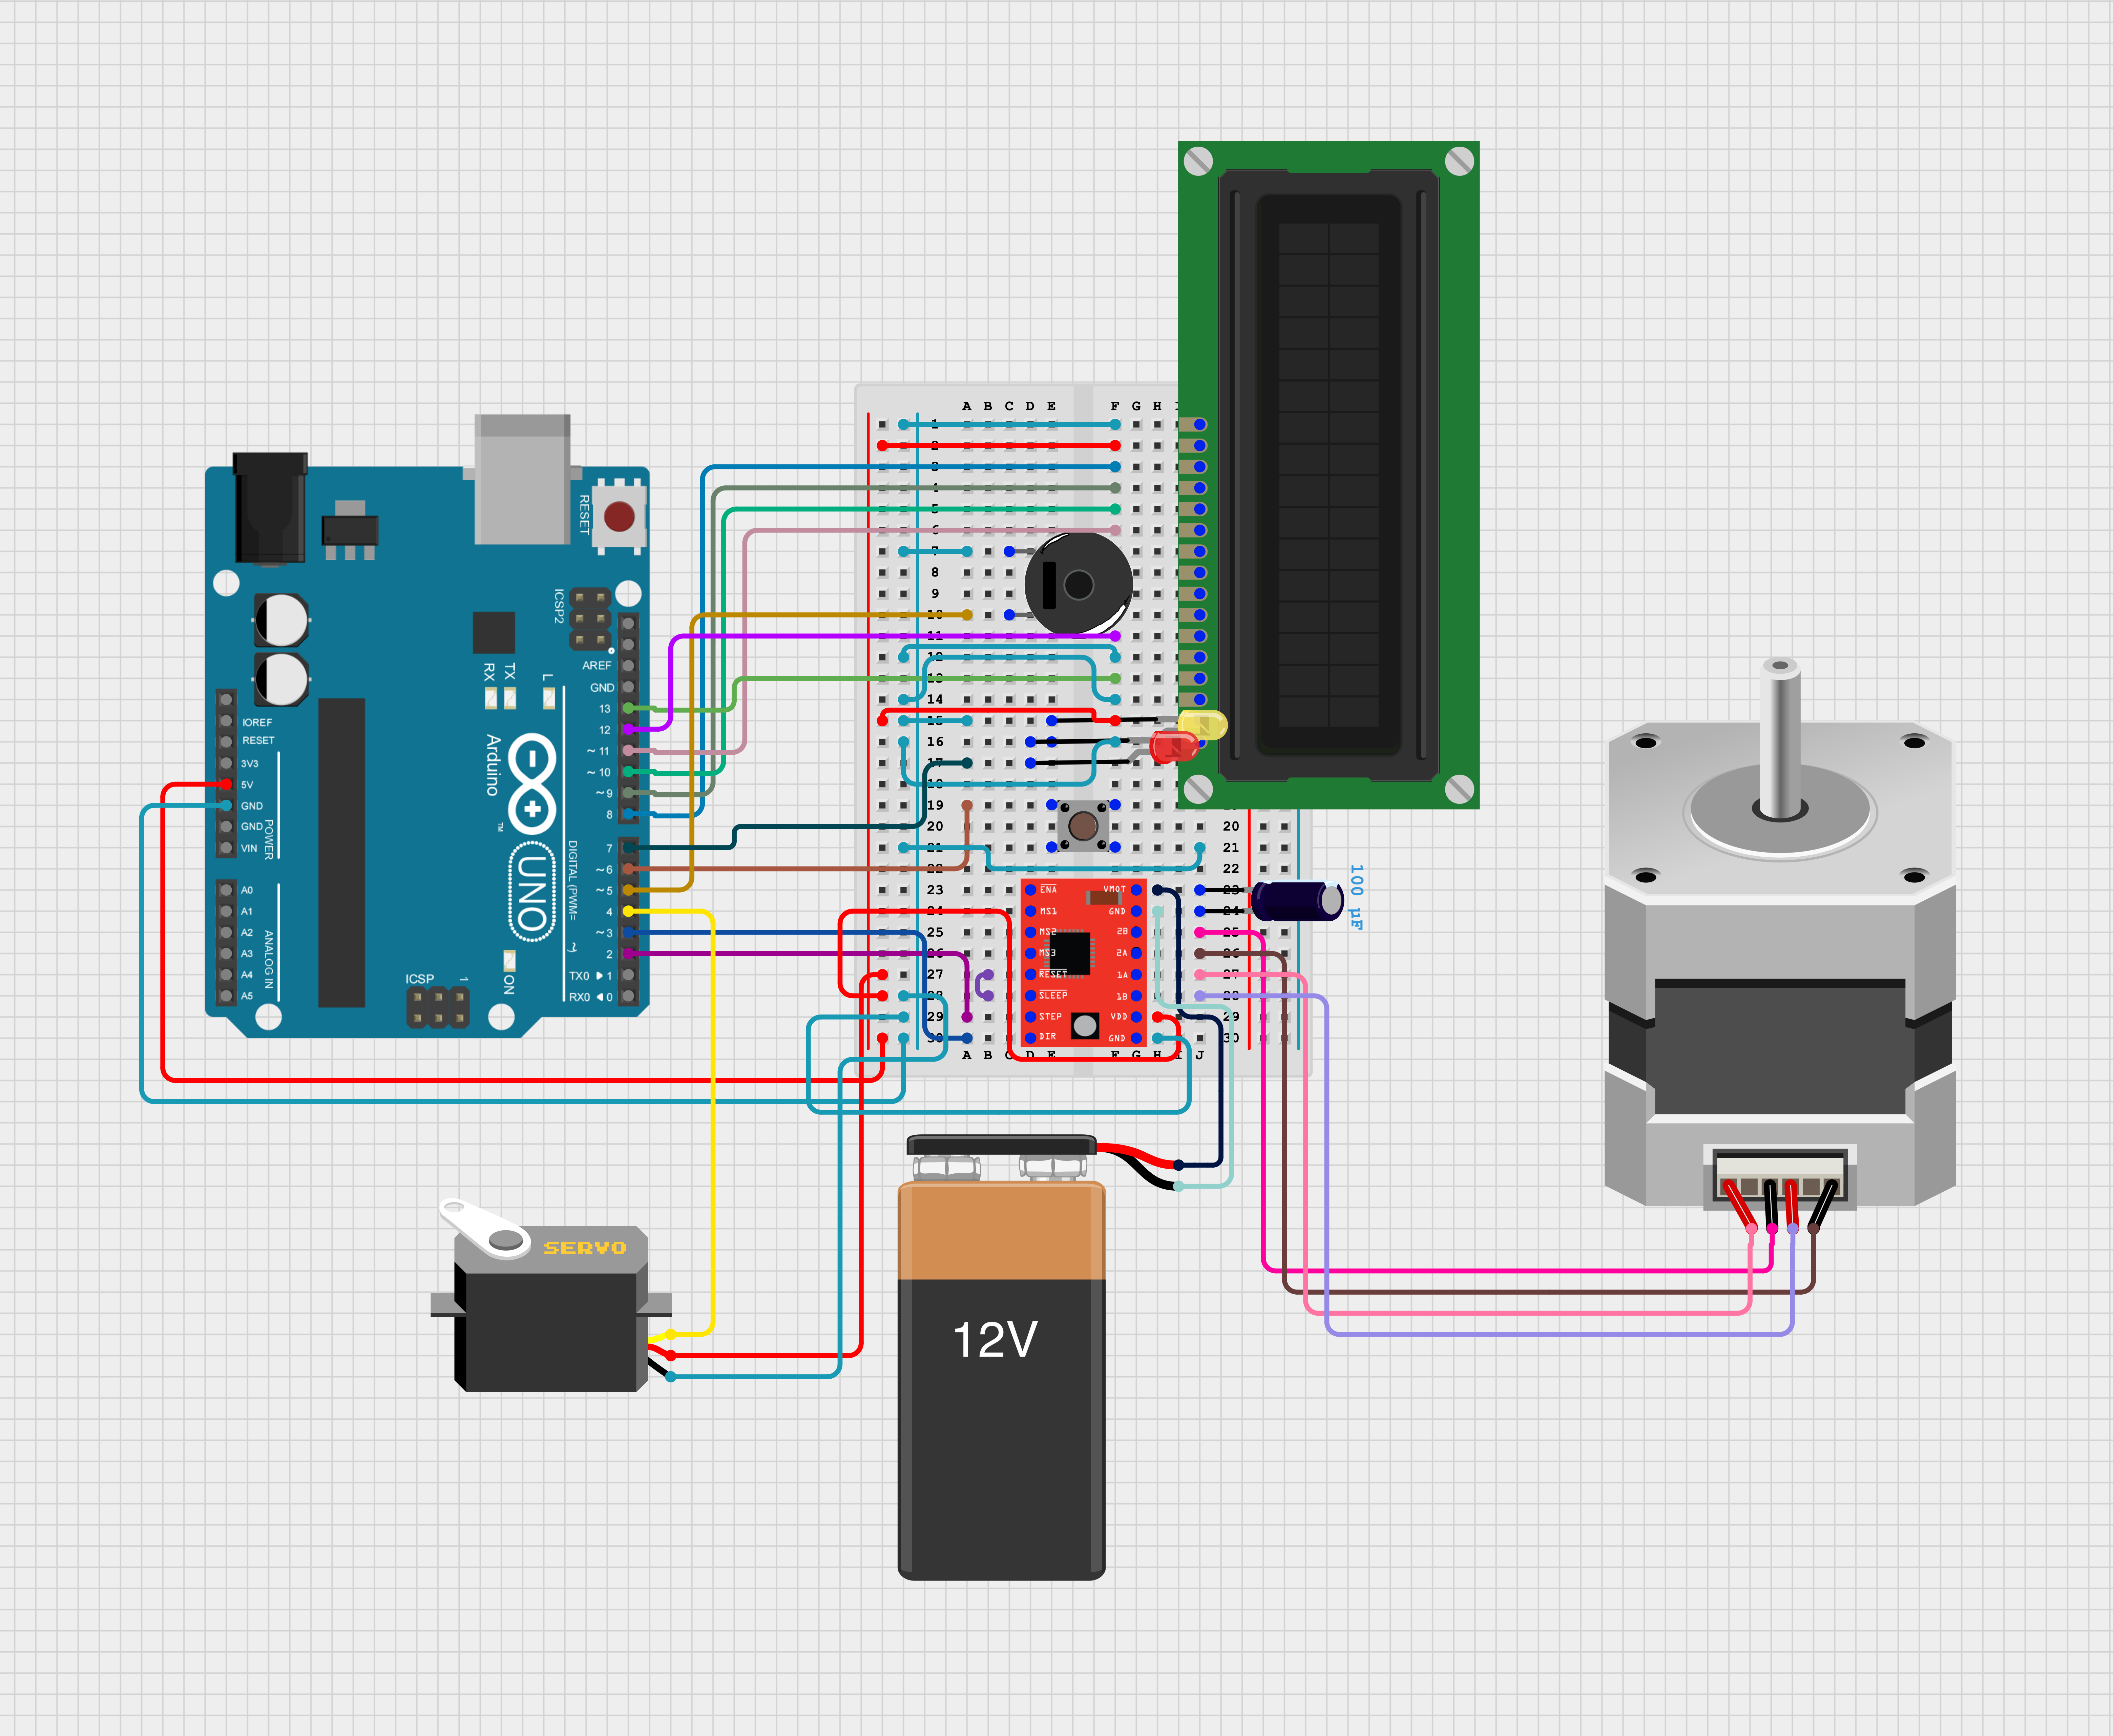 A B C D E F G H
1
2
3
4
5
6
7
8
9
10
11
12
13
14
15
16
17
18
19
20 20
21 21
22 22
23 23
24 24
25 25
26 26
27 27
28 28
29 29
30 30
A B C D E F G H I J
RESET
ICSP2
AREF
GND
13
12
~ 11
~ 10
~ 9
8
7
~ 6
~ 5
4
~ 3
2
TX0 ▶ 1
RX0 ◀ 0
RX
TX
L
Arduino
TM
UNO
DIGITAL (PWM= ~)
IOREF
RESET
3V3
5V
GND
GND
VIN
POWER
A0
A1
A2
A3
A4
A5
ANALOG IN
ICSP
1
ON
ENA VMOT
MS1 GND
MS2 2B
MS3 2A
RESET 1A
SLEEP 1B
STEP VDD
DIR GND
100 µF
SERVO
12V